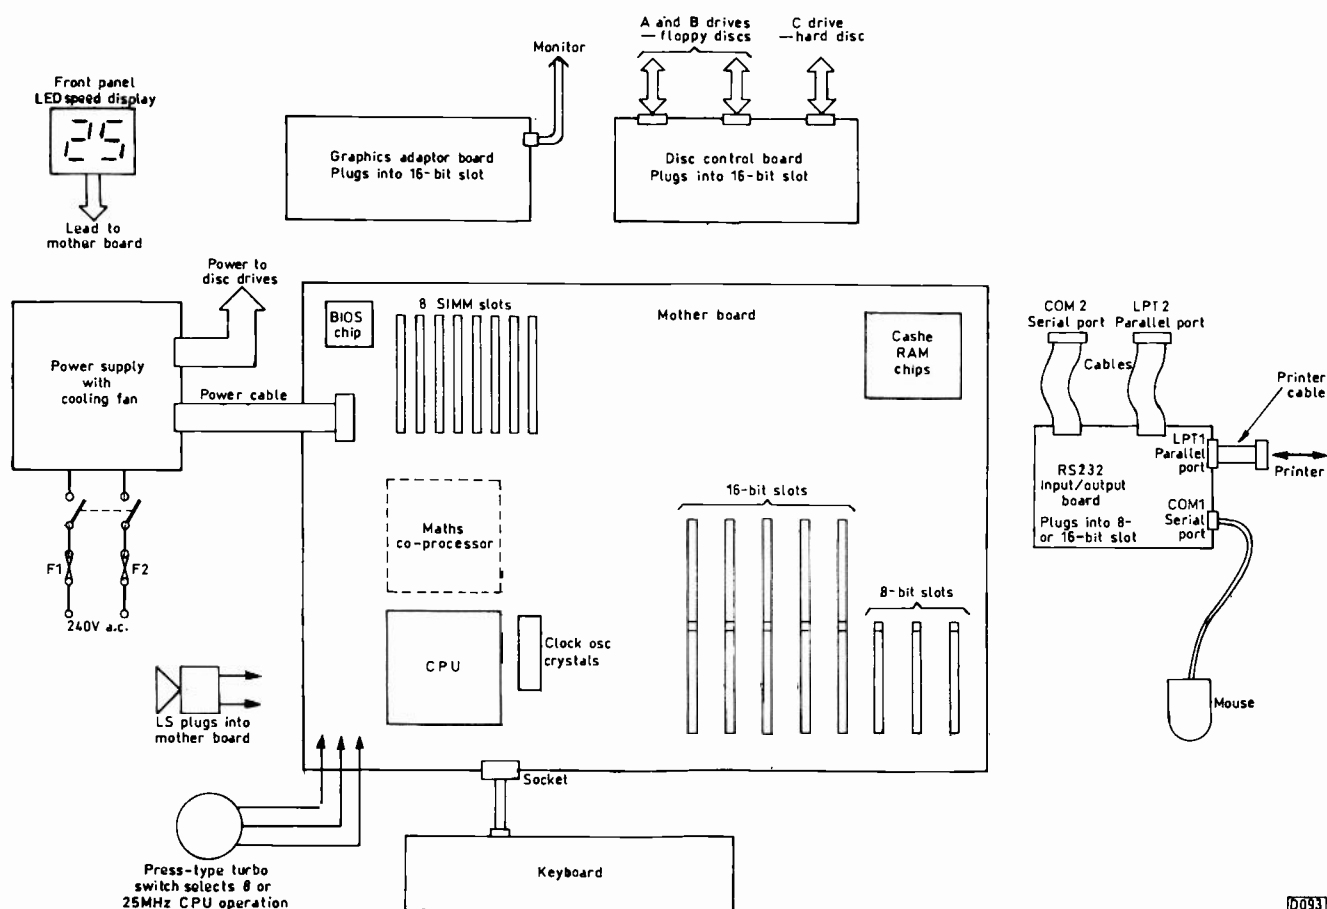 A and B drives
—floppy discs
C drive
—hard disc
Monitor
Front panel
LED speed display
25
Lead to
mother board
Graphics adaptor board
Plugs into 16-bit slot
Disc control board
Plugs into 16-bit slot
Power to
disc drives
Power supply
with
cooling fan
Power cable
F1
F2
240V a.c.
BIOS
chip
8 SIMM slots
Mother board
Cashe
RAM
chips
Maths
co-processor
CPU
Clock osc
crystals
16-bit slots
8-bit slots
COM 2
Serial port
LPT 2
Parallel port
Cables
Printer
cable
LPT1
Parallel
port
Printer
RS232
Input/output
board
Plugs into 8-
or 16-bit slot
COM1
Serial
port
Mouse
LS plugs into
mother board
Socket
Keyboard
Press-type turbo
switch selects 8 or
25MHz CPU operation
D093